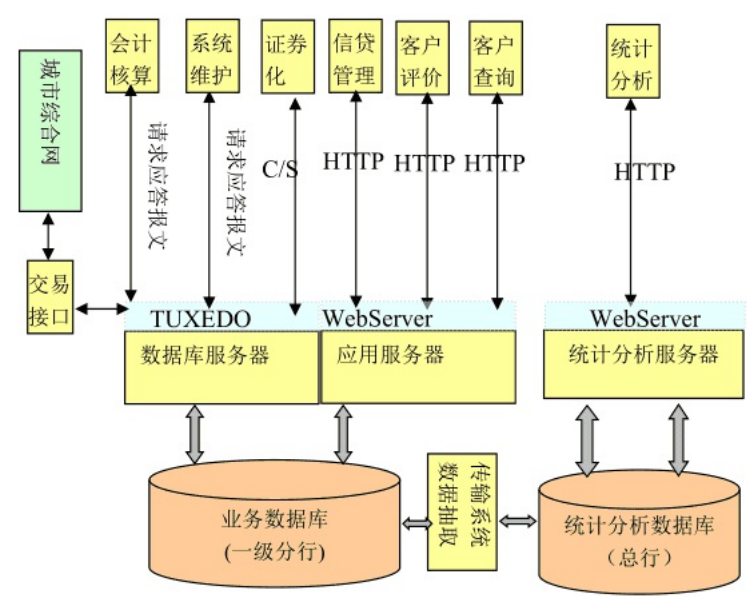 会计
核算
系统
维护
证券
化
信贷
管理
客户
评价
客户
查询
统计
分析
城市综合网
请求应答报文
请求应答报文
C/S
HTTP
HTTP
HTTP
HTTP
交易
接口
TUXEDO
WebServer
WebServer
数据库服务器
应用服务器
统计分析服务器
传输系统
数据抽取
业务数据库
(一级分行)
统计分析数据库
（总行）